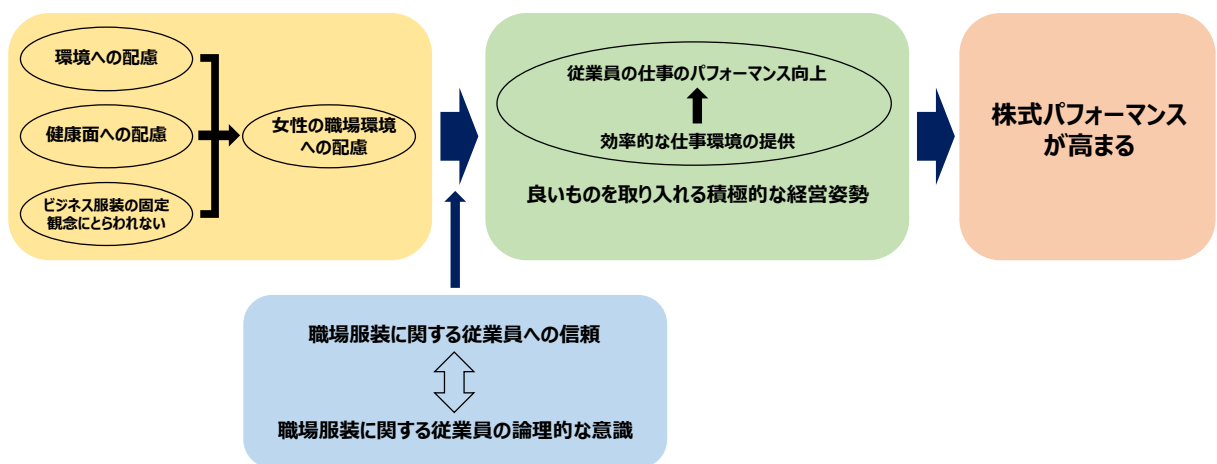 環境への配慮
健康面への配慮
ビジネス服装の固定
観念にとらわれない
女性の職場環境
への配慮
従業員の仕事のパフォーマンス向上
効率的な仕事環境の提供
良いものを取り入れる積極的な経営姿勢
株式パフォーマンス
が高まる
職場服装に関する従業員への信頼
職場服装に関する従業員の論理的な意識